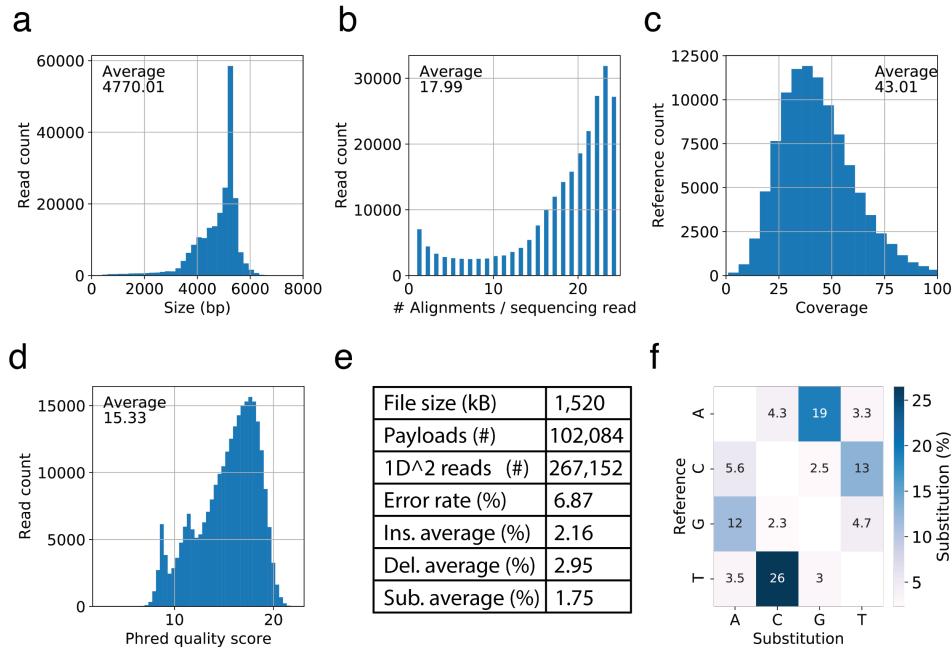 a
Average
4770.01
60000
40000
20000
0
0 2000 4000 6000 8000
Read count
Size (bp)
b
Average
17.99
30000
20000
10000
0
0 10 20
Read count
# Alignments / sequencing read
c
Average
43.01
12500
10000
7500
5000
2500
0
0 25 50 75 100
Reference count
Coverage
d
Average
15.33
15000
10000
5000
0
10 20
Read count
Phred quality score
e
File size (kB) 1,520
Payloads (#) 102,084
1D^2 reads (#) 267,152
Error rate (%) 6.87
Ins. average (%) 2.16
Del. average (%) 2.95
Sub. average (%) 1.75
f
A 4.3 19 3.3
C 5.6 2.5 13
G 12 2.3 4.7
T 3.5 26 3
A C G T
Reference
Substitution
25
20
15
10
5
Substitution (%)